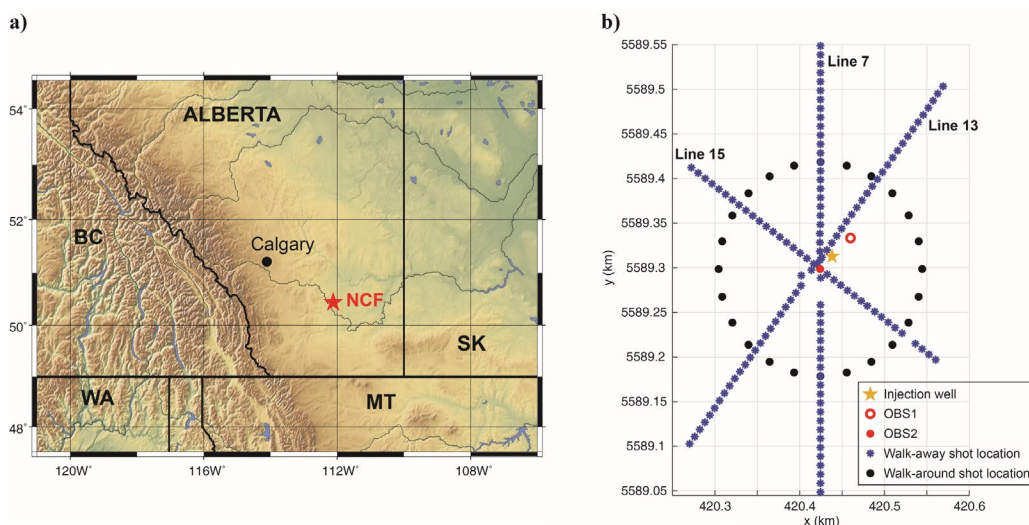 a)
54°
52°
50°
48°
120°W
116°W
112°W
108°W
ALBERTA
BC
Calgary
NCF
SK
WA
MT
b)
5589.55
5589.5
5589.45
5589.4
5589.35
5589.3
5589.25
5589.2
5589.15
5589.1
5589.05
y (km)
Line 7
Line 13
Line 15
Injection well
OBS1
OBS2
Walk-away shot location
Walk-around shot location
420.3
420.4
420.5
420.6
x (km)